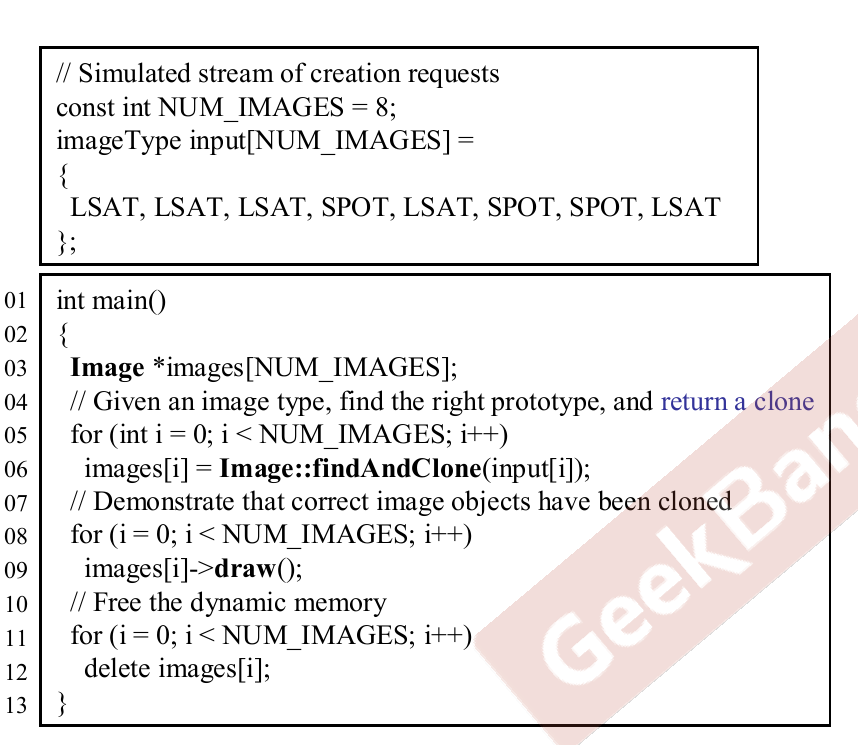 // Simulated stream of creation requests
const int NUM_IMAGES = 8;
imageType input[NUM_IMAGES] =
{
LSAT, LSAT, LSAT, SPOT, LSAT, SPOT, SPOT, LSAT
};
01 int main()
02 {
03 Image *images[NUM_IMAGES];
04 // Given an image type, find the right prototype, and return a clone
05 for (int i = 0; i < NUM_IMAGES; i++)
06 images[i] = Image::findAndClone(input[i]);
07 // Demonstrate that correct image objects have been cloned
08 for (i = 0; i < NUM_IMAGES; i++)
09 images[i]->draw();
10 // Free the dynamic memory
11 for (i = 0; i < NUM_IMAGES; i++)
12 delete images[i];
13 }
GeekBan